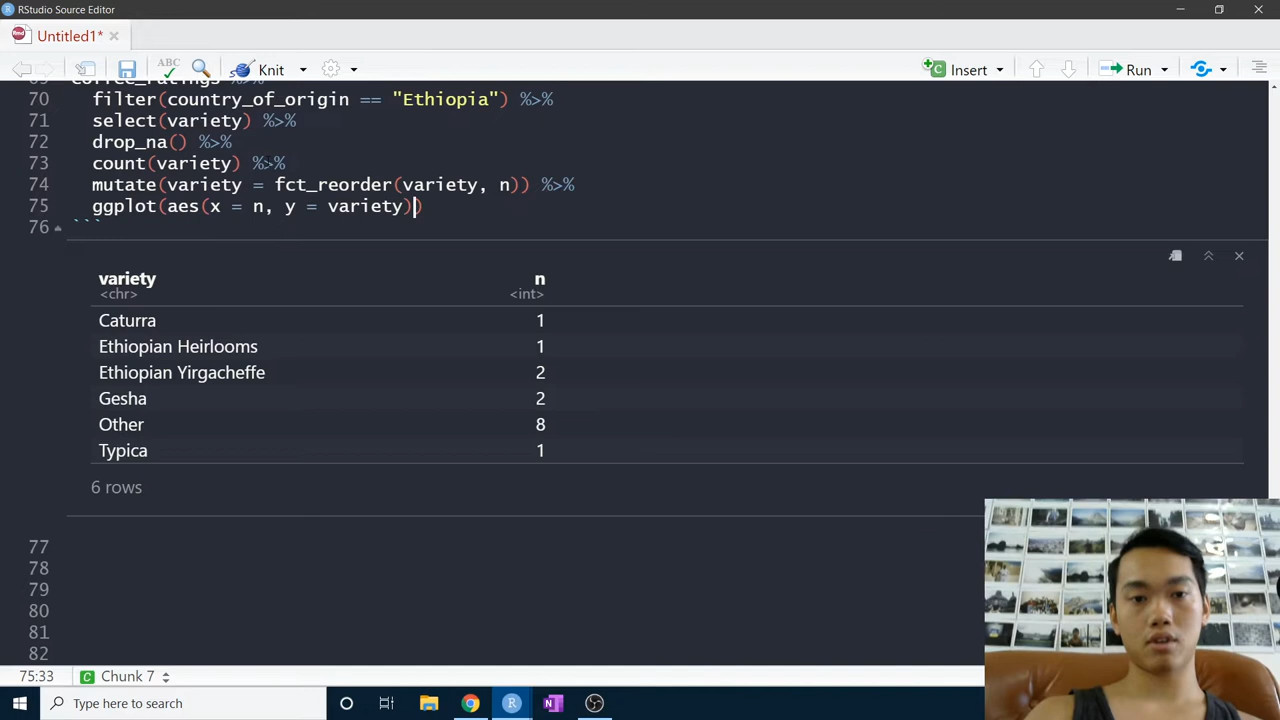 RStudio Source Editor
Untitled1*
ABC Knit Insert Run
70 filter(country_of_origin == "Ethiopia") %>%
71 select(variety) %>%
72 drop_na() %>%
73 count(variety) %>%
74 mutate(variety = fct_reorder(variety, n)) %>%
75 ggplot(aes(x = n, y = variety))
76 ```
variety n
<chr> <int>
Caturra 1
Ethiopian Heirlooms 1
Ethiopian Yirgacheffe 2
Gesha 2
Other 8
Typica 1
6 rows
77
78
79
80
81
82
75:33 C Chunk 7
Type here to search